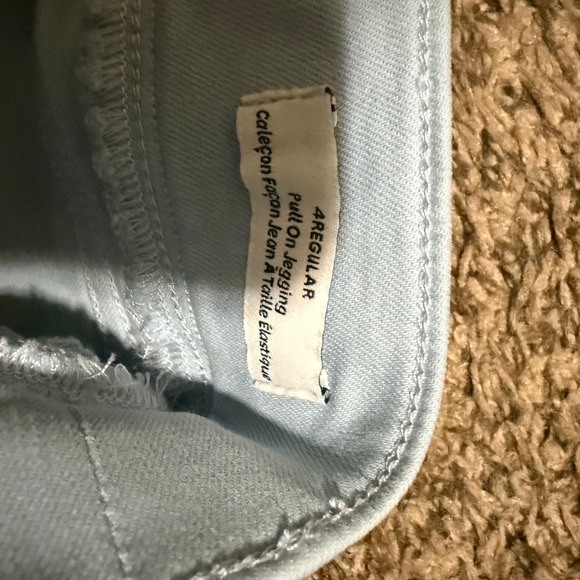 4REGULAR
Pull On Jegging
Caleçon Façon Jean À Taille Élastique